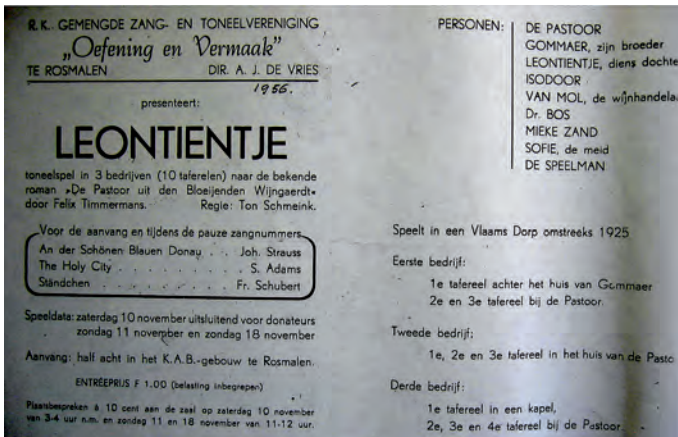 R.K. GEMENGDE ZANG- EN TONEELVERENIGING
„Oefening en Vermaak”
TE ROSMALEN DIR. A. J. DE VRIES
1956.
presenteert:
LEONTIENTJE
toneelspel in 3 bedrijven (10 taferelen) naar de bekende
roman »De Pastoor uit den Bloeijenden Wijngaerdt«
door Felix Timmermans. Regie: Ton Schmeink.
Voor de aanvang en tijdens de pauze zangnummers
An der Schönen Blauen Donau . . Joh. Strauss
The Holy City . . . . . . . S. Adams
Ständchen . . . . . . . Fr. Schubert
Speeldata: zaterdag 10 november uitsluitend voor donateurs
zondag 11 november en zondag 18 november
Aanvang: half acht in het K.A.B.-gebouw te Rosmalen.
ENTRÉEPRIJS F 1.00 (belasting inbegrepen)
Plaatsbespreken à 10 cent aan de zaal op zaterdag 10 november
van 3-4 uur n.m. en zondag 11 en 18 november van 11-12 uur.
PERSONEN:
DE PASTOOR
GOMMAER, zijn broeder
LEONTIENTJE, diens dochte
ISODOOR
VAN MOL, de wijnhandela
Dr. BOS
MIEKE ZAND
SOFIE, de meid
DE SPEELMAN
Speelt in een Vlaams Dorp omstreeks 1925
Eerste bedrijf:
1e tafereel achter het huis van Gommaer
2e en 3e tafereel bij de Pastoor.
Tweede bedrijf:
1e, 2e en 3e tafereel in het huis van de Pasto
Derde bedrijf:
1e tafereel in een kapel,
2e, 3e en 4e tafereel bij de Pastoor